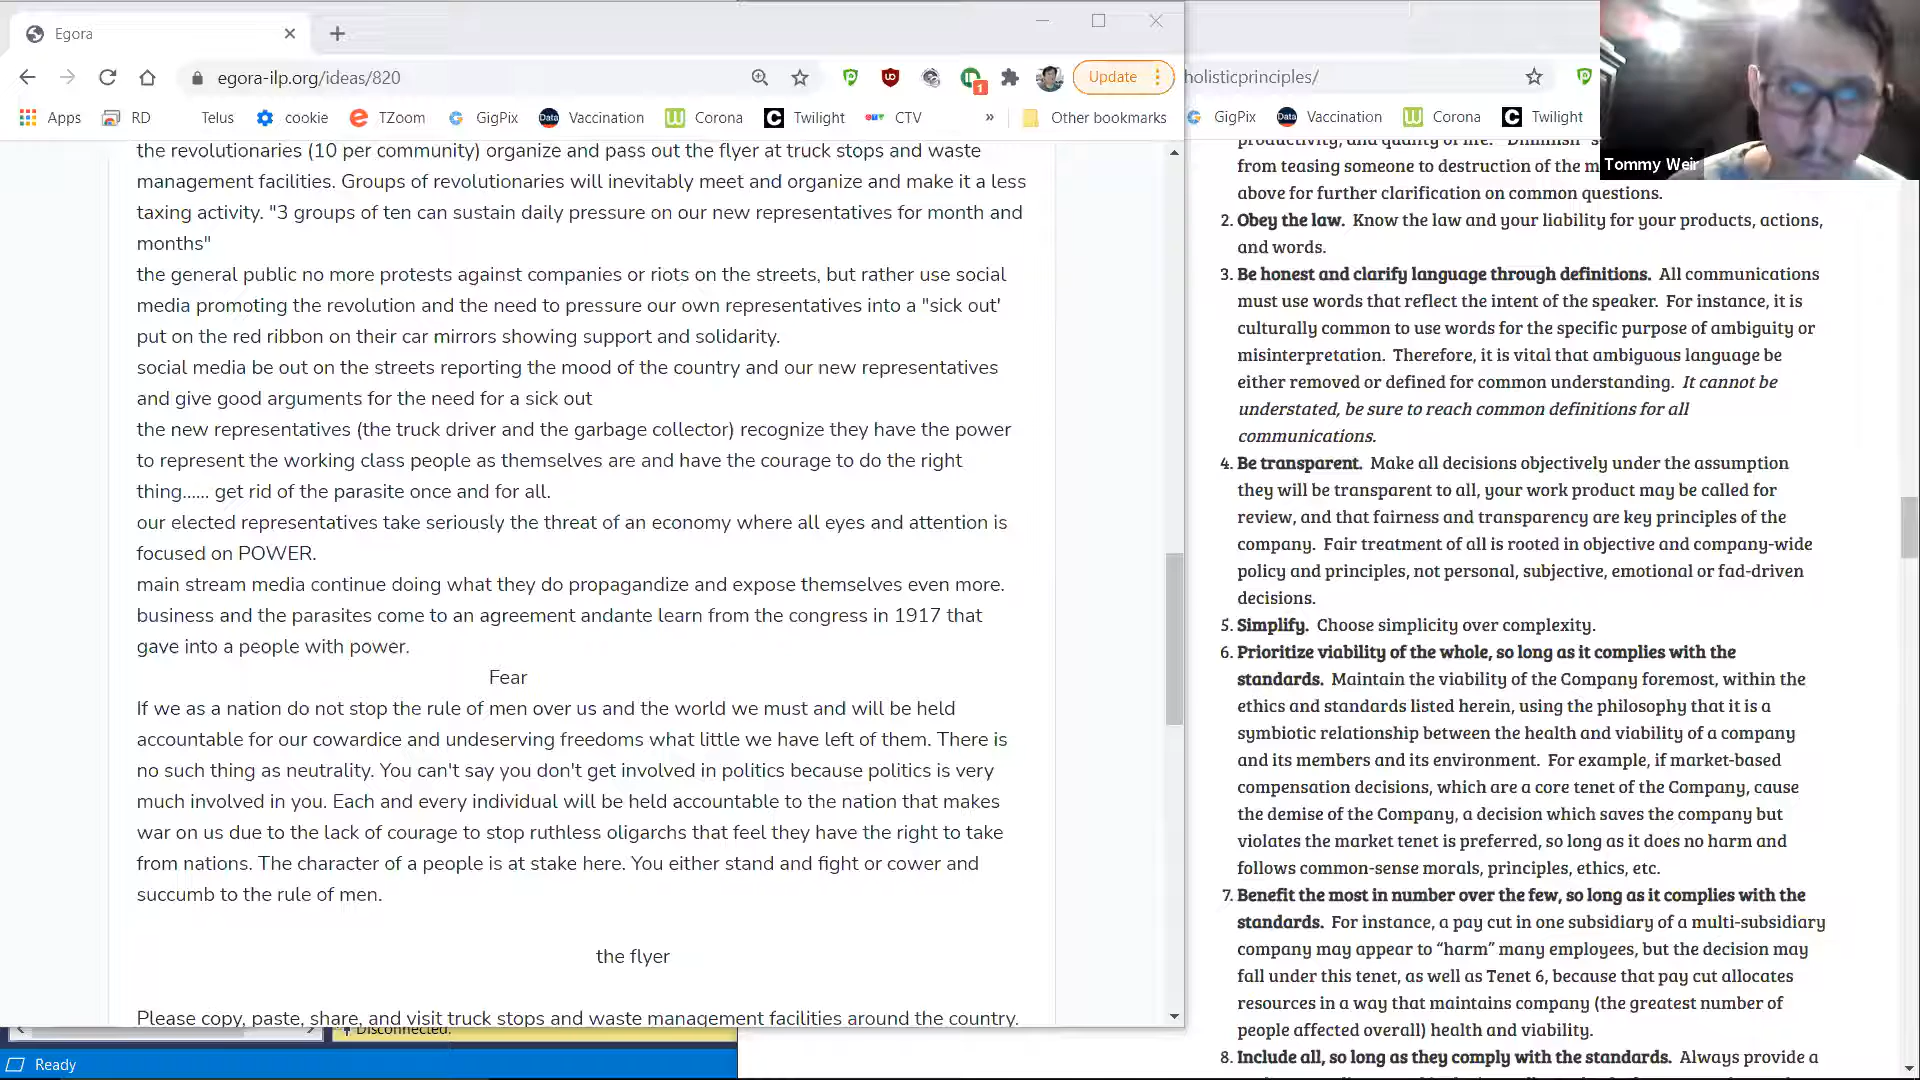 Egora
egora-ilp.org/ideas/820
Update
Apps RD Telus cookie TZoom GigPix Vaccination Corona Twilight CTV » Other bookmarks
the revolutionaries (10 per community) organize and pass out the flyer at truck stops and waste
management facilities. Groups of revolutionaries will inevitably meet and organize and make it a less
taxing activity. "3 groups of ten can sustain daily pressure on our new representatives for month and
months"
the general public no more protests against companies or riots on the streets, but rather use social
media promoting the revolution and the need to pressure our own representatives into a "sick out'
put on the red ribbon on their car mirrors showing support and solidarity.
social media be out on the streets reporting the mood of the country and our new representatives
and give good arguments for the need for a sick out
the new representatives (the truck driver and the garbage collector) recognize they have the power
to represent the working class people as themselves are and have the courage to do the right
thing...... get rid of the parasite once and for all.
our elected representatives take seriously the threat of an economy where all eyes and attention is
focused on POWER.
main stream media continue doing what they do propagandize and expose themselves even more.
business and the parasites come to an agreement andante learn from the congress in 1917 that
gave into a people with power.
Fear
If we as a nation do not stop the rule of men over us and the world we must and will be held
accountable for our cowardice and undeserving freedoms what little we have left of them. There is
no such thing as neutrality. You can't say you don't get involved in politics because politics is very
much involved in you. Each and every individual will be held accountable to the nation that makes
war on us due to the lack of courage to stop ruthless oligarchs that feel they have the right to take
from nations. The character of a people is at stake here. You either stand and fight or cower and
succumb to the rule of men.
the flyer
Please copy, paste, share, and visit truck stops and waste management facilities around the country.
Disconnected.
Ready
holisticprinciples/
GigPix Vaccination Corona Twilight
Tommy Weir
productivity, and quality of life. "Diminish"
from teasing someone to destruction of the
above for further clarification on common questions.
2. Obey the law. Know the law and your liability for your products, actions,
and words.
3. Be honest and clarify language through definitions. All communications
must use words that reflect the intent of the speaker. For instance, it is
culturally common to use words for the specific purpose of ambiguity or
misinterpretation. Therefore, it is vital that ambiguous language be
either removed or defined for common understanding. It cannot be
understated, be sure to reach common definitions for all
communications.
4. Be transparent. Make all decisions objectively under the assumption
they will be transparent to all, your work product may be called for
review, and that fairness and transparency are key principles of the
company. Fair treatment of all is rooted in objective and company-wide
policy and principles, not personal, subjective, emotional or fad-driven
decisions.
5. Simplify. Choose simplicity over complexity.
6. Prioritize viability of the whole, so long as it complies with the
standards. Maintain the viability of the Company foremost, within the
ethics and standards listed herein, using the philosophy that it is a
symbiotic relationship between the health and viability of a company
and its members and its environment. For example, if market-based
compensation decisions, which are a core tenet of the Company, cause
the demise of the Company, a decision which saves the company but
violates the market tenet is preferred, so long as it does no harm and
follows common-sense morals, principles, ethics, etc.
7. Benefit the most in number over the few, so long as it complies with the
standards. For instance, a pay cut in one subsidiary of a multi-subsidiary
company may appear to “harm” many employees, but the decision may
fall under this tenet, as well as Tenet 6, because that pay cut allocates
resources in a way that maintains company (the greatest number of
people affected overall) health and viability.
8. Include all, so long as they comply with the standards. Always provide a